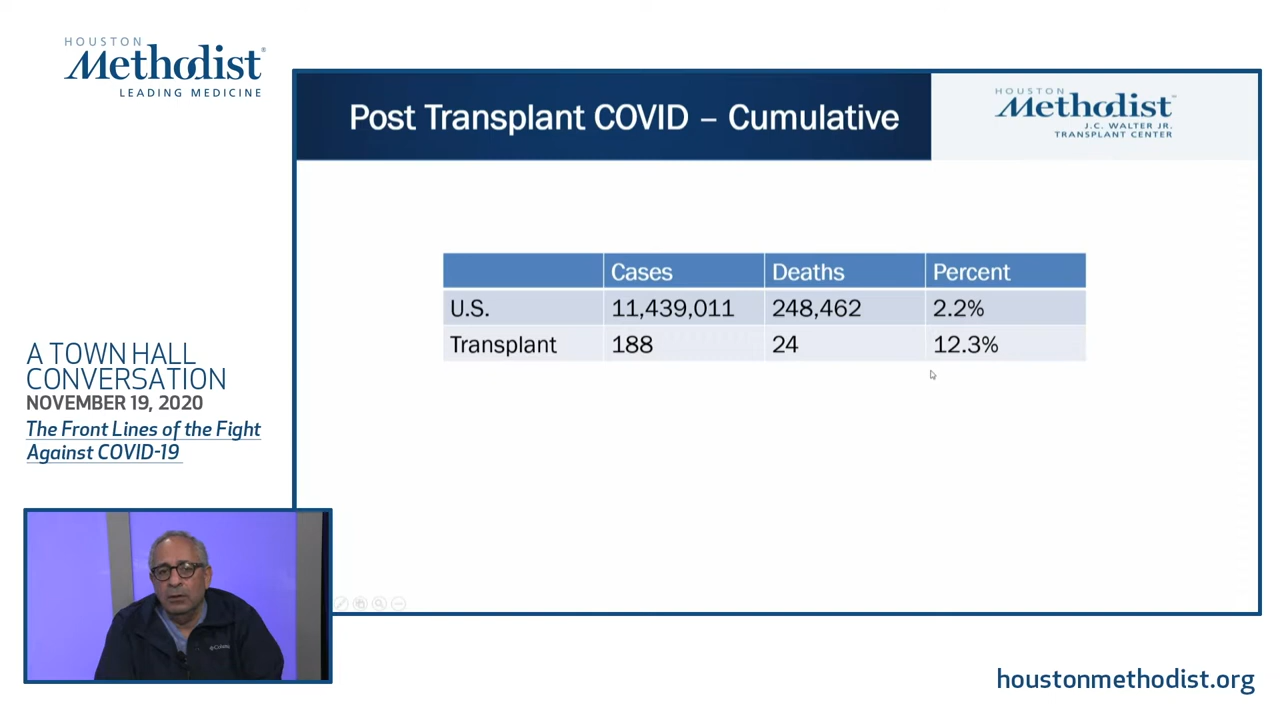 HOUSTON
Methodist®
LEADING MEDICINE
Post Transplant COVID – Cumulative
HOUSTON
Methodist™
J.C. WALTER JR.
TRANSPLANT CENTER
Cases Deaths Percent
U.S. 11,439,011 248,462 2.2%
Transplant 188 24 12.3%
A TOWN HALL
CONVERSATION
NOVEMBER 19, 2020
The Front Lines of the Fight
Against COVID-19
Columbia
houstonmethodist.org